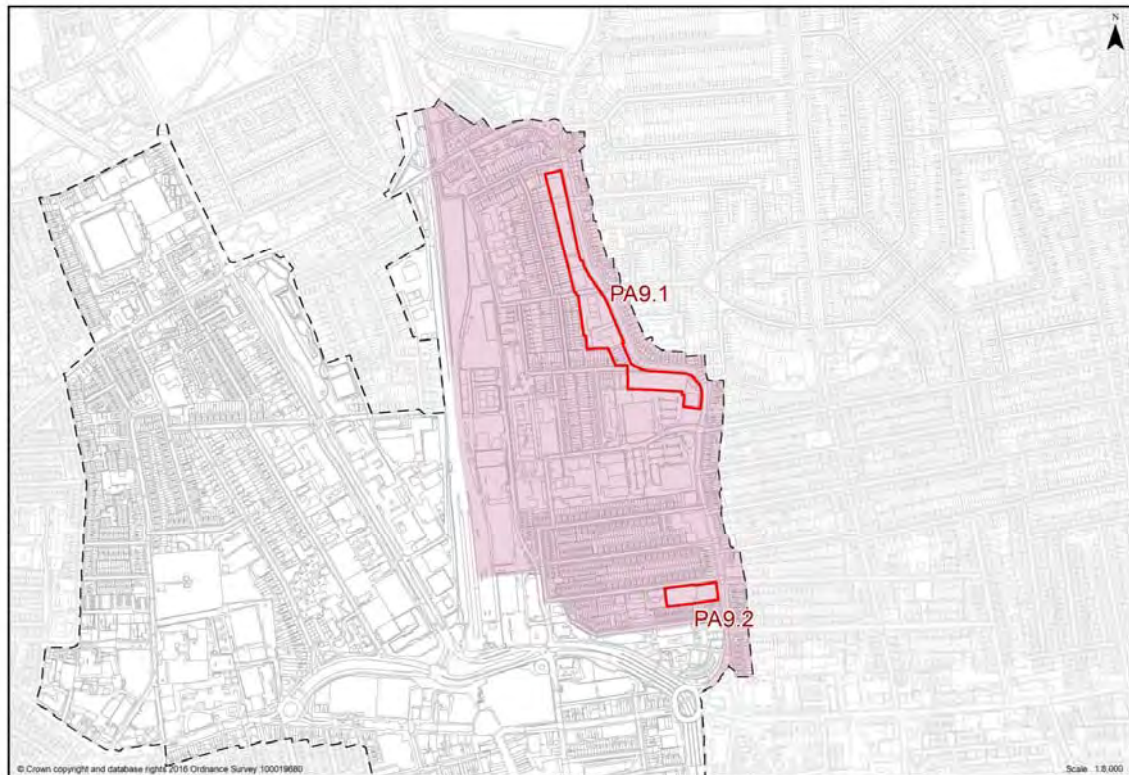 N
PA9.1
PA9.2
© Crown copyright and database rights 2016 Ordnance Survey 100019680
Scale 1:8,000